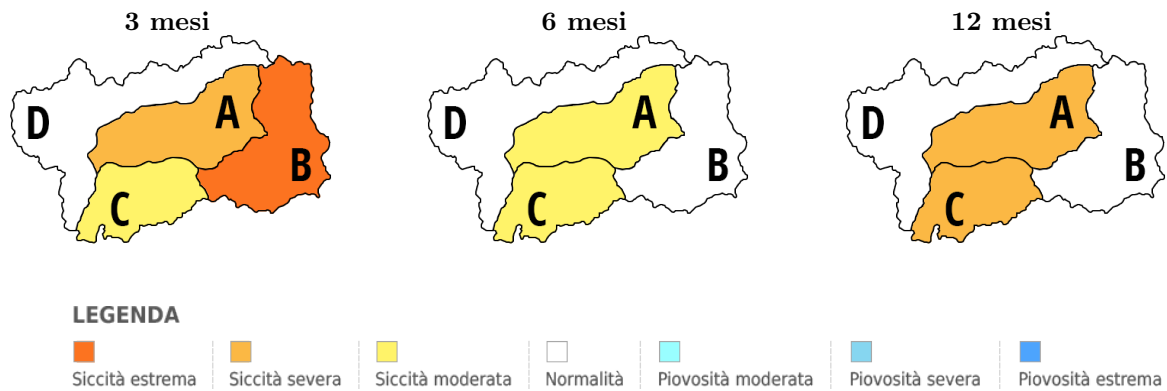 3 mesi
6 mesi
12 mesi
A
B
C
D
A
B
C
D
A
B
C
D
LEGENDA
Siccità estrema
Siccità severa
Siccità moderata
Normalità
Piovosità moderata
Piovosità severa
Piovosità estrema